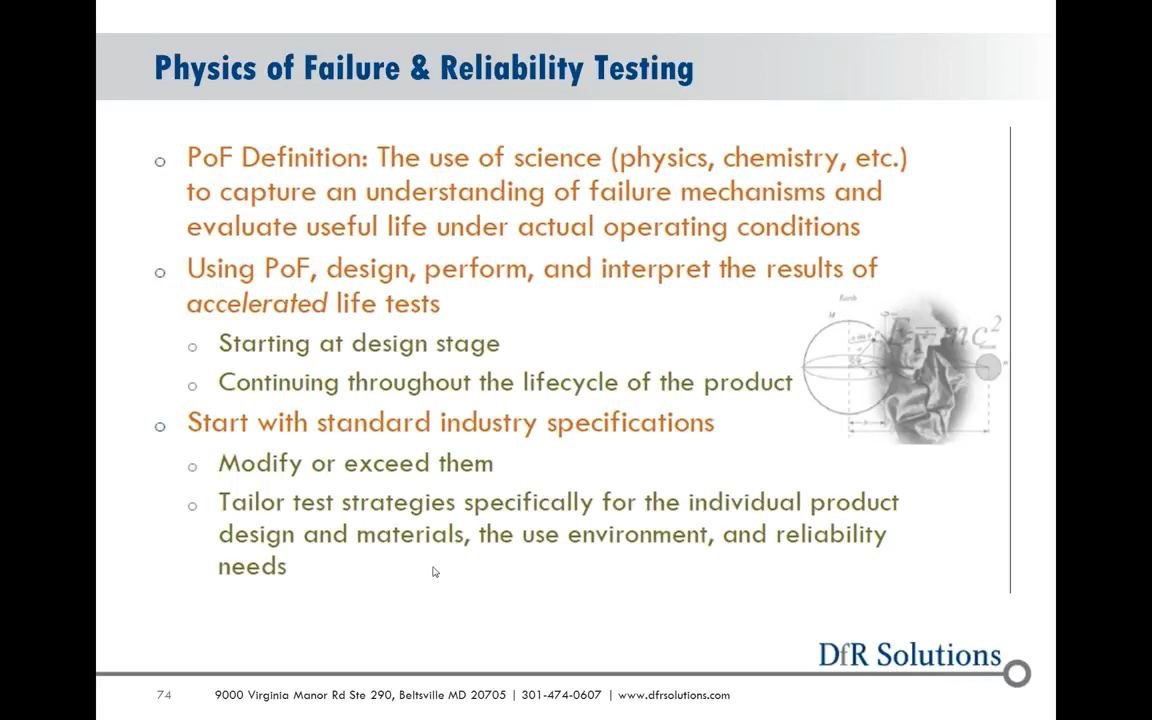 Physics of Failure & Reliability Testing
PoF Definition: The use of science (physics, chemistry, etc.)
to capture an understanding of failure mechanisms and
evaluate useful life under actual operating conditions
Using PoF, design, perform, and interpret the results of
accelerated life tests
Starting at design stage
Continuing throughout the lifecycle of the product
Start with standard industry specifications
Modify or exceed them
Tailor test strategies specifically for the individual product
design and materials, the use environment, and reliability
needs
Earth
M
E=mc²
DfR Solutions
74
9000 Virginia Manor Rd Ste 290, Beltsville MD 20705 | 301-474-0607 | www.dfrsolutions.com